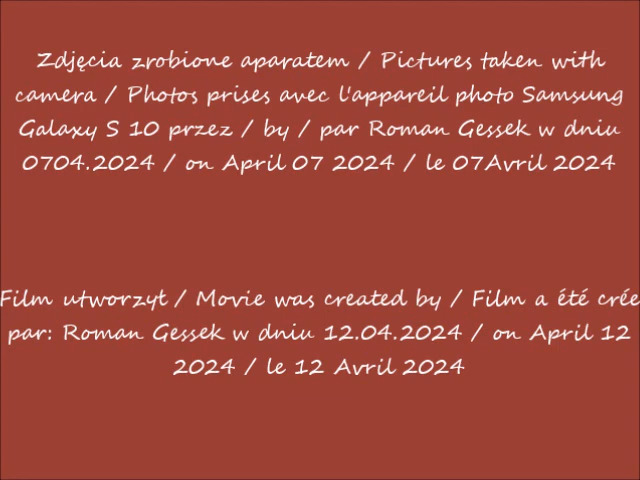 Zdjęcia zrobione aparatem / Pictures taken with
camera / Photos prises avec l'appareil photo Samsung
Galaxy S 10 przez / by / par Roman Gessek w dniu
0704.2024 / on April 07 2024 / le 07Avril 2024
Film utworzył / Movie was created by / Film a été crée
par: Roman Gessek w dniu 12.04.2024 / on April 12
2024 / le 12 Avril 2024